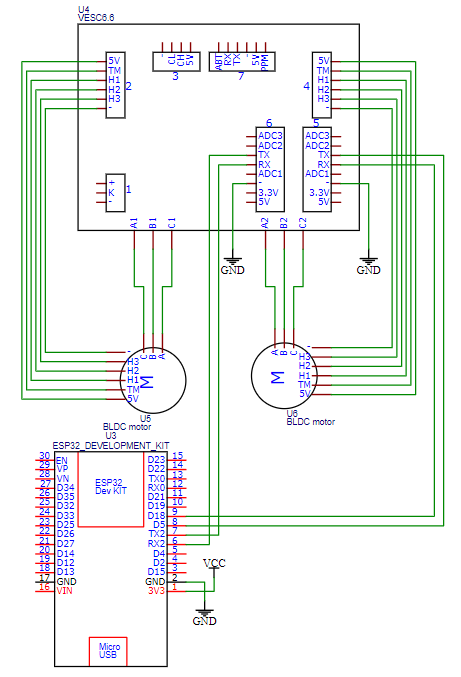 U4
VESC6.6
5V
TM
H1
H2
H3
-
2
-
CL
CH
5V
3
ABT
RX
TX
-
5V
PPM
7
5V
TM
H1
H2
H3
-
4
+
K
-
1
6
ADC3
ADC2
TX
RX
ADC1
-
3.3V
5V
5
ADC3
ADC2
TX
RX
ADC1
-
3.3V
5V
A1
B1
C1
A2
B2
C2
GND
GND
-
H3
H2
H1
TM
5V
C
B
A
M
U5
BLDC motor
A
B
C
M
-
H3
H2
H1
TM
5V
U6
BLDC motor
U3
ESP32_DEVELOPMENT_KIT
ESP32
Dev KIT
30 EN
29 VP
28 VN
27 D34
26 D35
25 D32
24 D33
23 D25
22 D26
21 D27
20 D14
19 D12
18 D13
17 GND
16 VIN
D23 15
D22 14
TX0 13
RX0 12
D21 11
D19 10
D18 9
D5 8
TX2 7
RX2 6
D4 5
D2 4
D15 3
GND 2
3V3 1
VCC
GND
Micro
USB